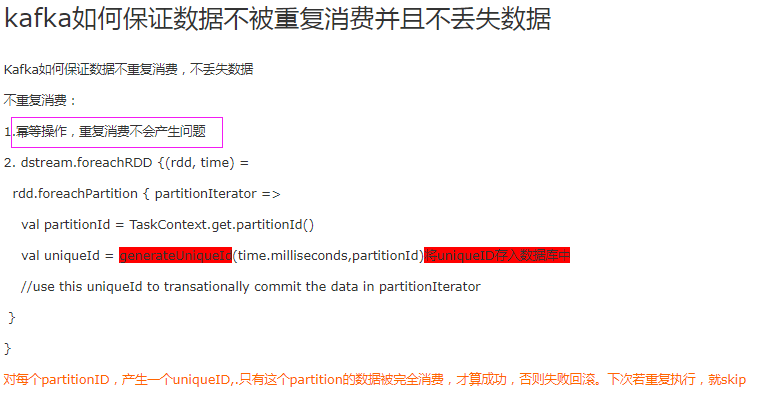 kafka如何保证数据不被重复消费并且不丢失数据
Kafka如何保证数据不重复消费，不丢失数据
不重复消费：
1.幂等操作，重复消费不会产生问题
2. dstream.foreachRDD {(rdd, time) =
rdd.foreachPartition { partitionIterator =>
val partitionId = TaskContext.get.partitionId()
val uniqueId = generateUniqueId(time.milliseconds,partitionId)将uniqueID存入数据库中
//use this uniqueId to transationally commit the data in partitionIterator
}
}
对每个partitionID，产生一个uniqueID,.只有这个partition的数据被完全消费，才算成功，否则失败回滚。下次若重复执行，就skip